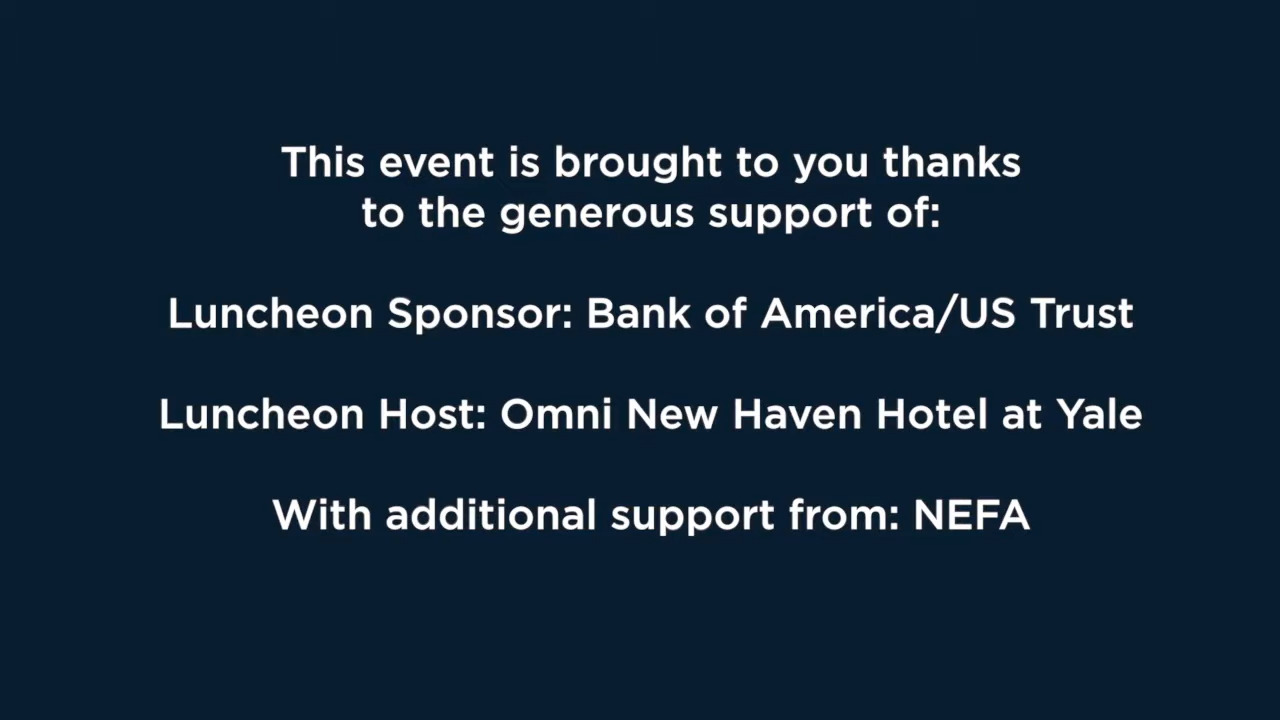 This event is brought to you thanks
to the generous support of:
Luncheon Sponsor: Bank of America/US Trust
Luncheon Host: Omni New Haven Hotel at Yale
With additional support from: NEFA